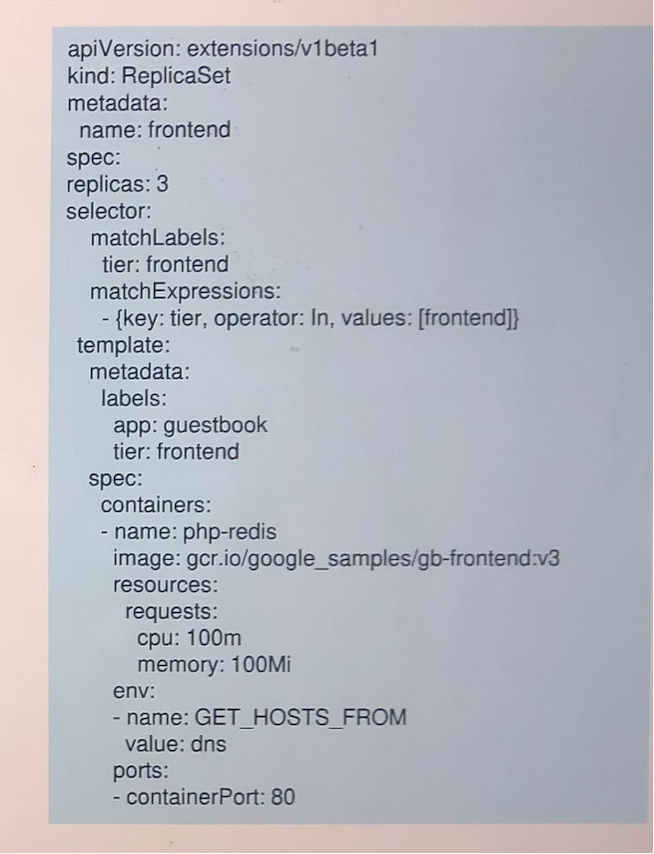 apiVersion: extensions/v1beta1
kind: ReplicaSet
metadata:
  name: frontend
spec:
replicas: 3
selector:
    matchLabels:
      tier: frontend
    matchExpressions:
      - {key: tier, operator: In, values: [frontend]}
  template:
    metadata:
      labels:
        app: guestbook
        tier: frontend
    spec:
      containers:
      - name: php-redis
        image: gcr.io/google_samples/gb-frontend:v3
        resources:
          requests:
            cpu: 100m
            memory: 100Mi
        env:
        - name: GET_HOSTS_FROM
          value: dns
        ports:
        - containerPort: 80